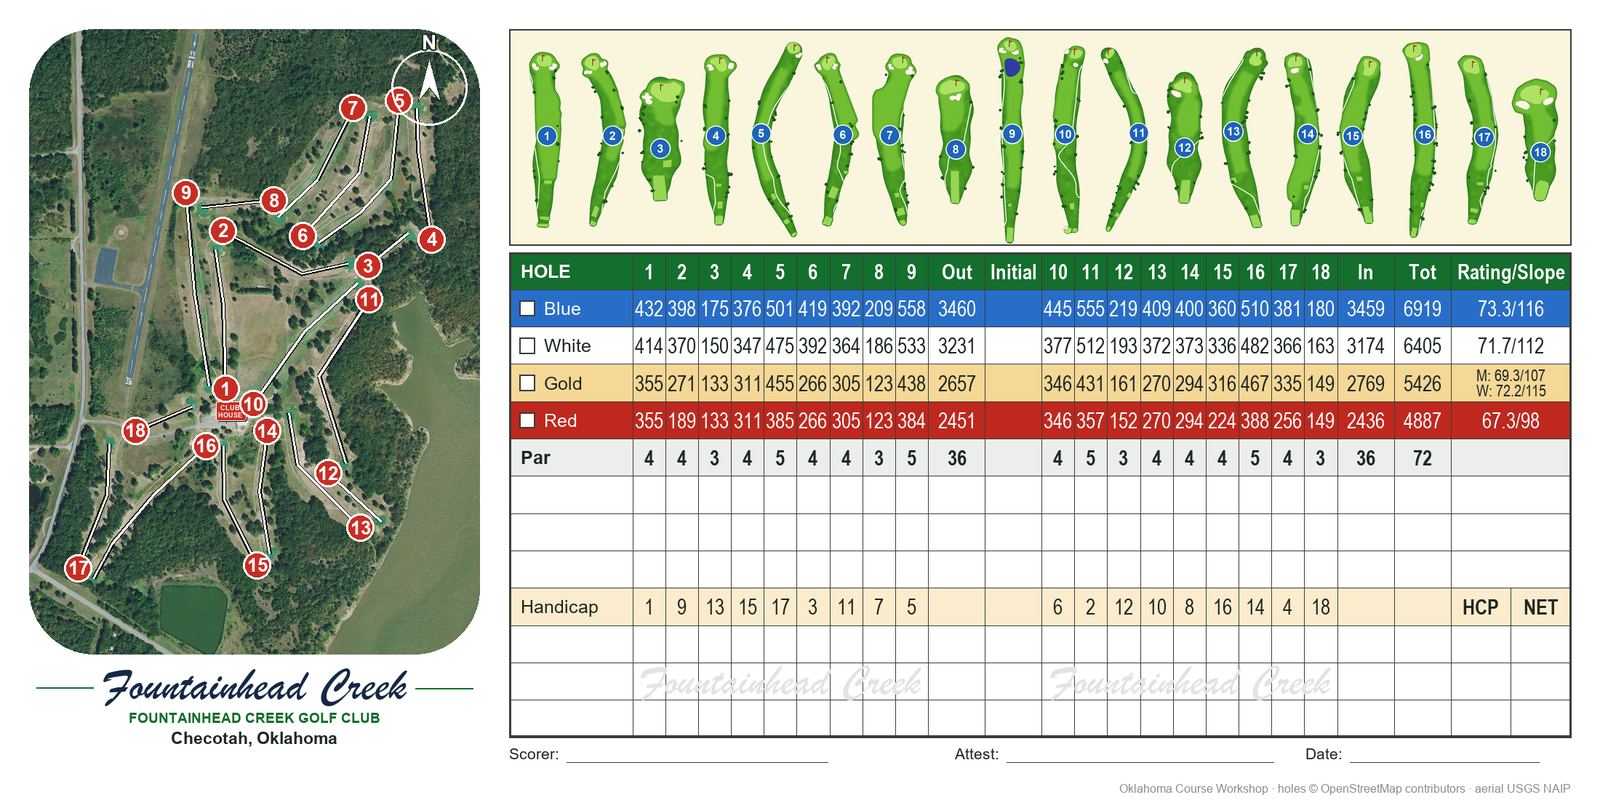 N
7
5
9
8
2
6
4
3
11
1
10
CLUB
HOUSE
18
14
16
12
13
15
17
Fountainhead Creek
FOUNTAINHEAD CREEK GOLF CLUB
Checotah, Oklahoma
1 2 3 4 5 6 7 8 9 10 11 12 13 14 15 16 17 18
HOLE 1 2 3 4 5 6 7 8 9 Out Initial 10 11 12 13 14 15 16 17 18 In Tot Rating/Slope
Blue 432 398 175 376 501 419 392 209 558 3460 445 555 219 409 400 360 510 381 180 3459 6919 73.3/116
White 414 370 150 347 475 392 364 186 533 3231 377 512 193 372 373 336 482 366 163 3174 6405 71.7/112
Gold 355 271 133 311 455 266 305 123 438 2657 346 431 161 270 294 316 467 335 149 2769 5426 M: 69.3/107
W: 72.2/115
Red 355 189 133 311 385 266 305 123 384 2451 346 357 152 270 294 224 388 256 149 2436 4887 67.3/98
Par 4 4 3 4 5 4 4 3 5 36 4 5 3 4 4 4 5 4 3 36 72
Handicap 1 9 13 15 17 3 11 7 5 6 2 12 10 8 16 14 4 18 HCP NET
Fountainhead Creek Fountainhead Creek
Scorer: Attest: Date:
Oklahoma Course Workshop · holes © OpenStreetMap contributors · aerial USGS NAIP